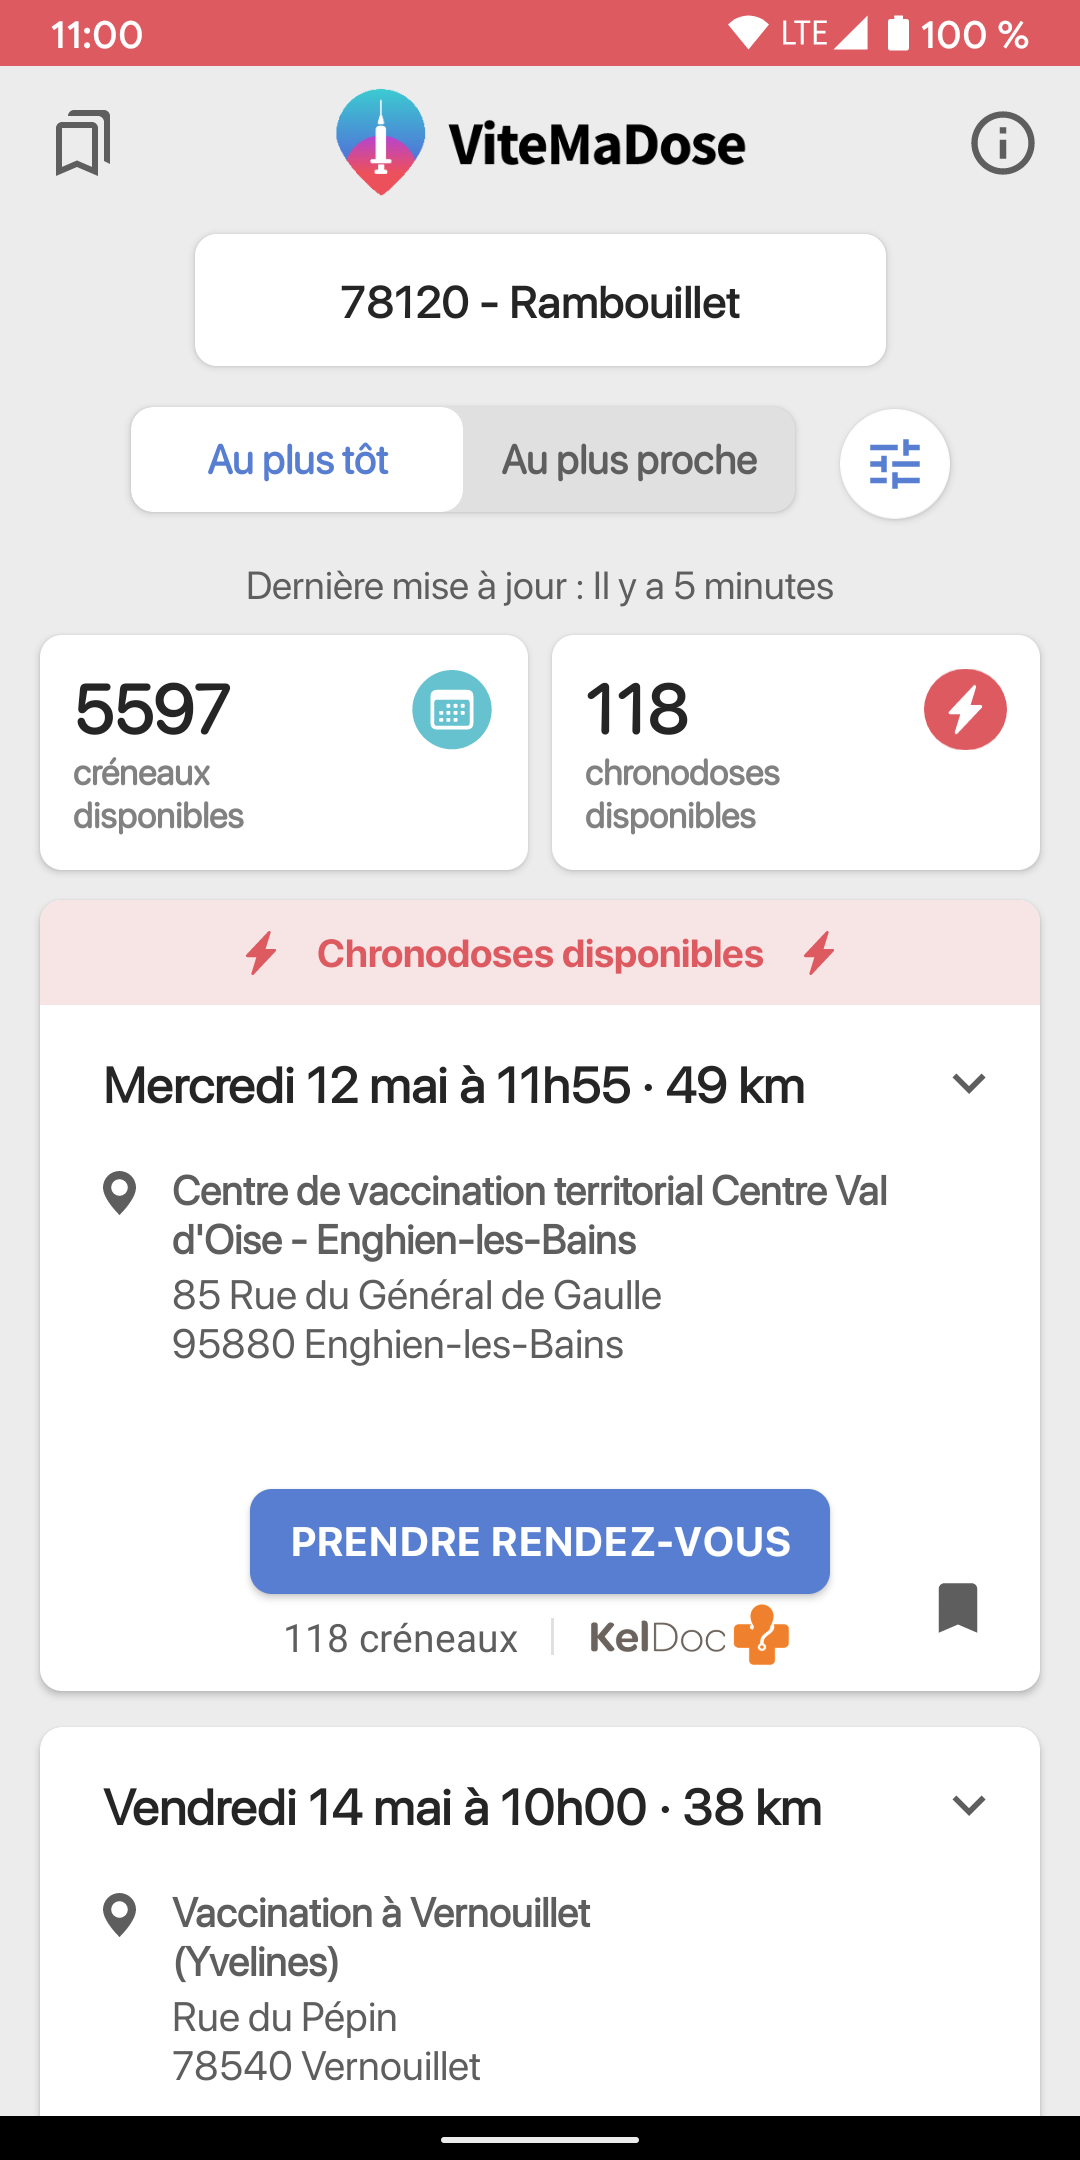 11:00
LTE 100 %
ViteMaDose
78120 - Rambouillet
Au plus tôt
Au plus proche
Dernière mise à jour : Il y a 5 minutes
5597
créneaux
disponibles
118
chronodoses
disponibles
Chronodoses disponibles
Mercredi 12 mai à 11h55 · 49 km
Centre de vaccination territorial Centre Val
d'Oise - Enghien-les-Bains
85 Rue du Général de Gaulle
95880 Enghien-les-Bains
PRENDRE RENDEZ-VOUS
118 créneaux
KelDoc
Vendredi 14 mai à 10h00 · 38 km
Vaccination à Vernouillet
(Yvelines)
Rue du Pépin
78540 Vernouillet